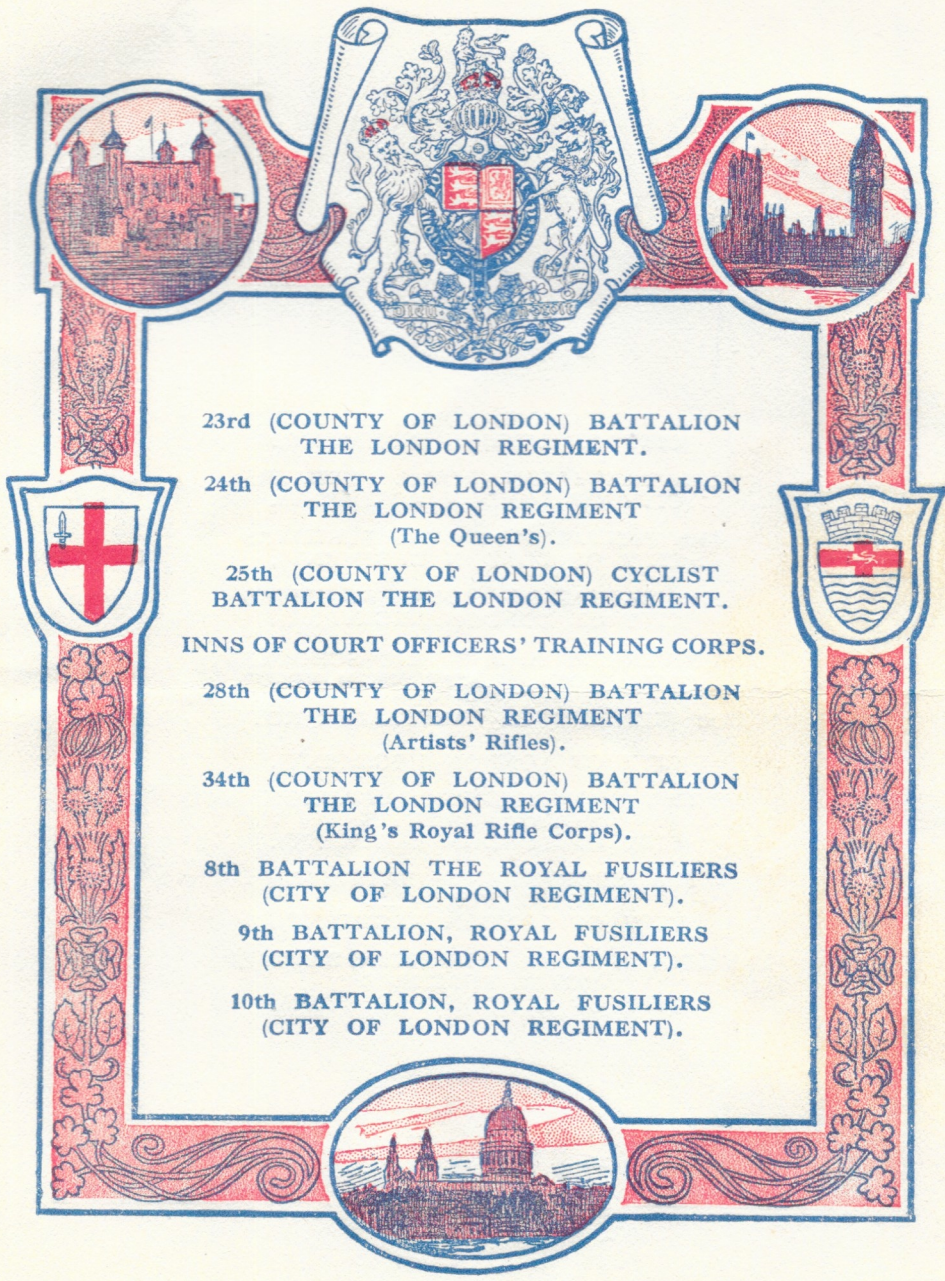 23rd (COUNTY OF LONDON) BATTALION
THE LONDON REGIMENT.
24th (COUNTY OF LONDON) BATTALION
THE LONDON REGIMENT
(The Queen's).
25th (COUNTY OF LONDON) CYCLIST
BATTALION THE LONDON REGIMENT.
INNS OF COURT OFFICERS' TRAINING CORPS.
28th (COUNTY OF LONDON) BATTALION
THE LONDON REGIMENT
(Artists' Rifles).
34th (COUNTY OF LONDON) BATTALION
THE LONDON REGIMENT
(King's Royal Rifle Corps).
8th BATTALION THE ROYAL FUSILIERS
(CITY OF LONDON REGIMENT).
9th BATTALION, ROYAL FUSILIERS
(CITY OF LONDON REGIMENT).
10th BATTALION, ROYAL FUSILIERS
(CITY OF LONDON REGIMENT).